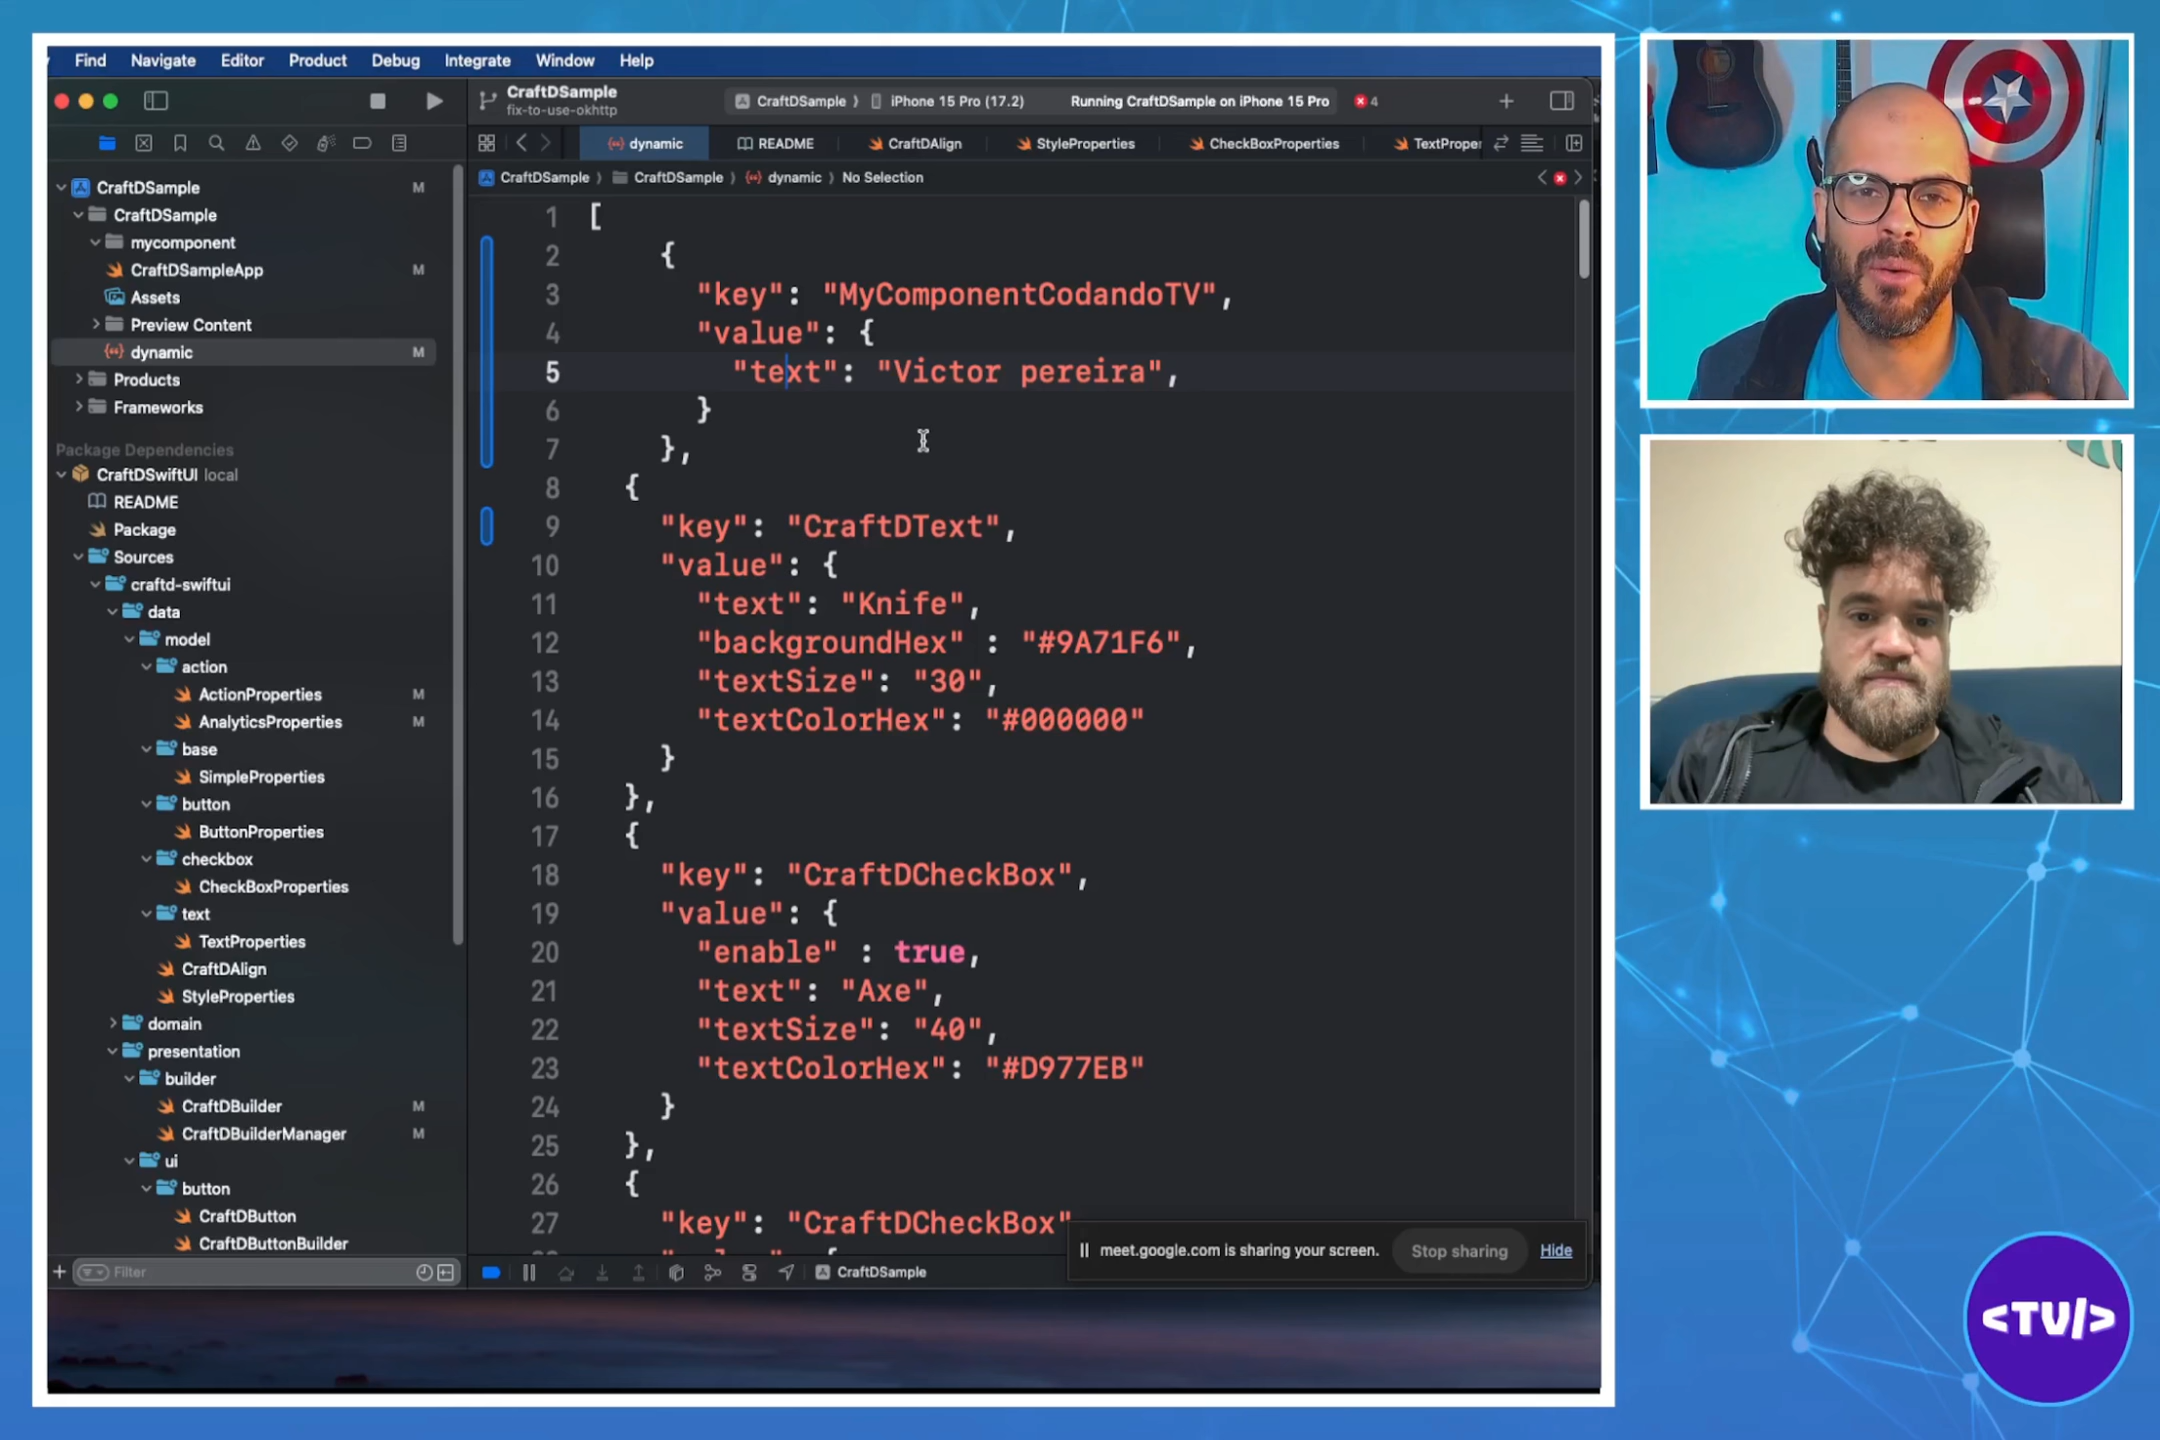 Find Navigate Editor Product Debug Integrate Window Help
CraftDSample
fix-to-use-okhttp
CraftDSample 〉 iPhone 15 Pro (17.2) Running CraftDSample on iPhone 15 Pro 4
dynamic README CraftDAlign StyleProperties CheckBoxProperties TextProper
CraftDSample 〉 CraftDSample 〉 dynamic 〉 No Selection
CraftDSample M
CraftDSample
mycomponent
CraftDSampleApp M
Assets
Preview Content
dynamic M
Products
Frameworks
Package Dependencies
CraftDSwiftUI local
README
Package
Sources
craftd-swiftui
data
model
action
ActionProperties M
AnalyticsProperties M
base
SimpleProperties
button
ButtonProperties
checkbox
CheckBoxProperties
text
TextProperties
CraftDAlign
StyleProperties
domain
presentation
builder
CraftDBuilder M
CraftDBuilderManager M
ui
button
CraftDButton
CraftDButtonBuilder
Filter
1 [
2 {
3 "key": "MyComponentCodandoTV",
4 "value": {
5 "text": "Victor pereira",
6 }
7 },
8 {
9 "key": "CraftDText",
10 "value": {
11 "text": "Knife",
12 "backgroundHex" : "#9A71F6",
13 "textSize": "30",
14 "textColorHex": "#000000"
15 }
16 },
17 {
18 "key": "CraftDCheckBox",
19 "value": {
20 "enable" : true,
21 "text": "Axe",
22 "textSize": "40",
23 "textColorHex": "#D977EB"
24 }
25 },
26 {
27 "key": "CraftDCheckBox"
meet.google.com is sharing your screen. Stop sharing Hide
CraftDSample
<TV/>